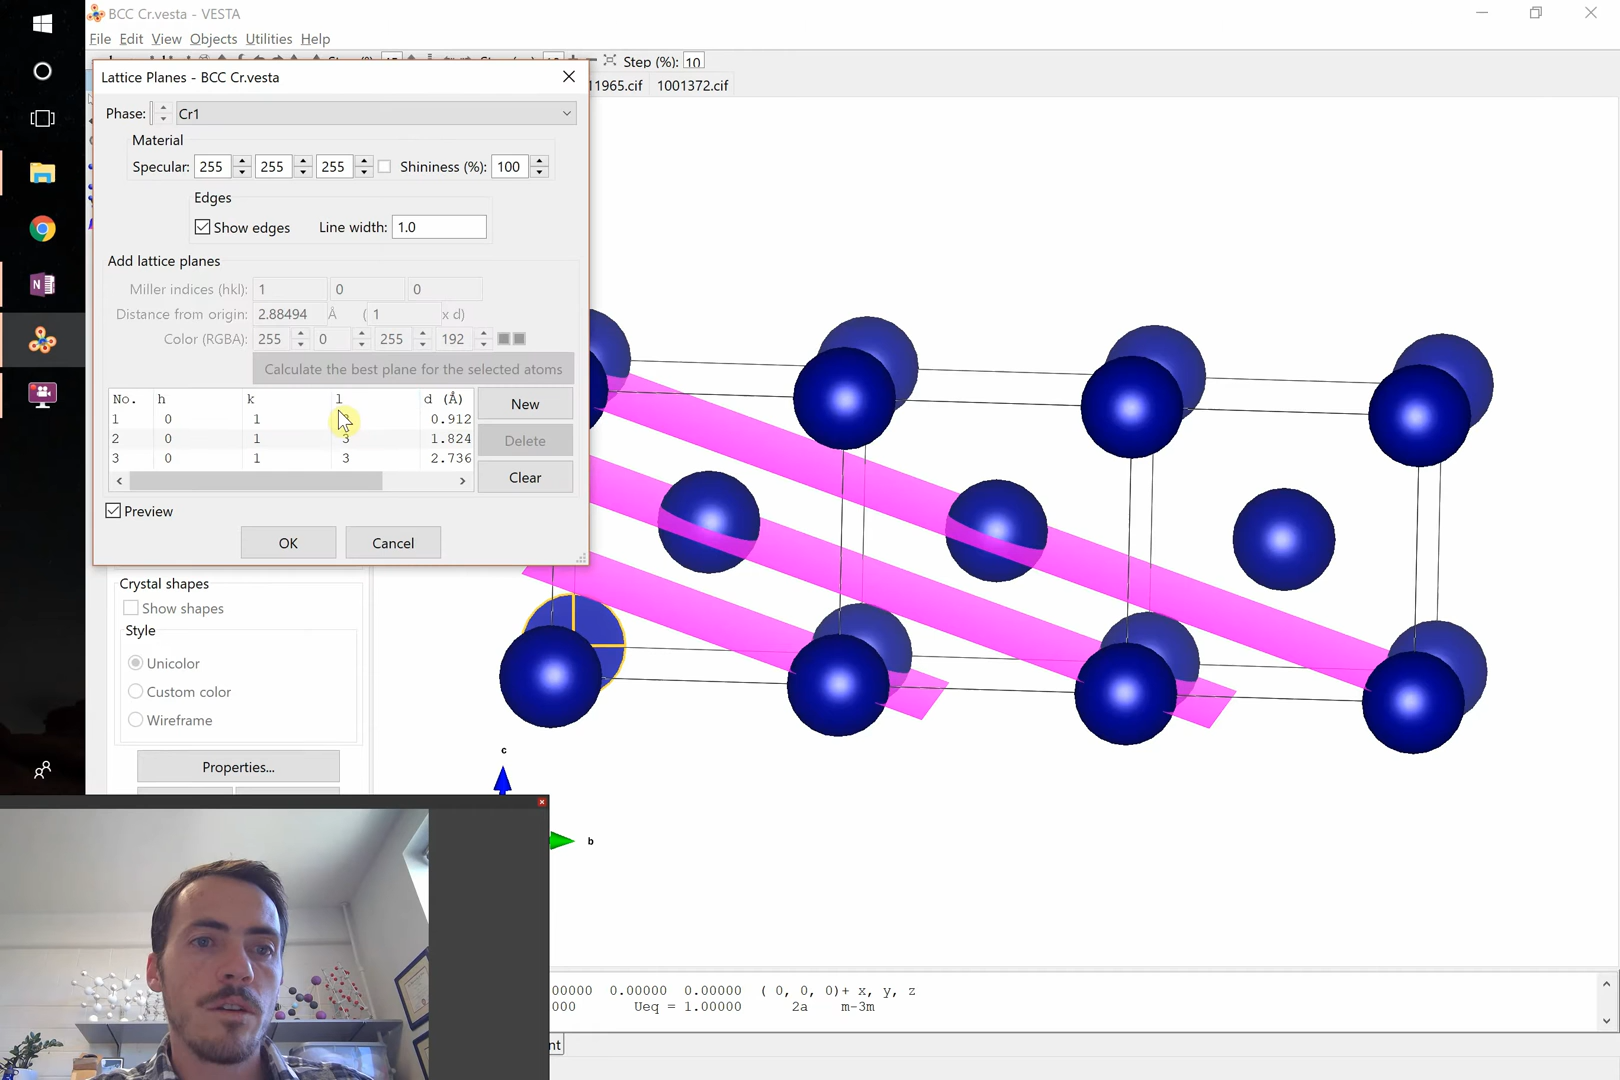 BCC Cr.vesta - VESTA
File Edit View Objects Utilities Help
Step (%): 10
Lattice Planes - BCC Cr.vesta
11965.cif 1001372.cif
Phase: Cr1
Material
Specular: 255 255 255 Shininess (%): 100
Edges
Show edges Line width: 1.0
Add lattice planes
Miller indices (hkl): 1 0 0
Distance from origin: 2.88494 Å ( 1 x d)
Color (RGBA): 255 0 255 192
Calculate the best plane for the selected atoms
No. h k l d (Å)
New
1 0 1 0.912
2 0 1 3 1.824
Delete
3 0 1 3 2.736
Clear
Preview
OK Cancel
Crystal shapes
Show shapes
Style
Unicolor
Custom color
Wireframe
Properties...
c
b
00000 0.00000 0.00000 ( 0, 0, 0)+ x, y, z
000 Ueq = 1.00000 2a m-3m
nt